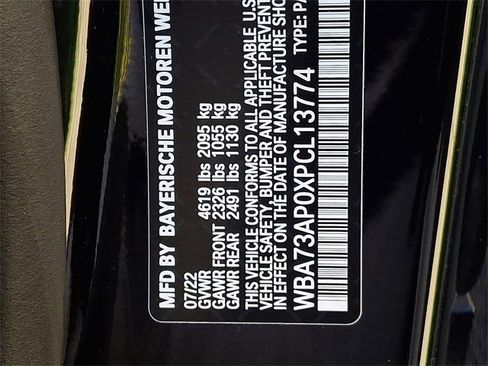 MFD BY BAYERISCHE MOTOREN WE
07/22
GVWR 4619 lbs 2095 kg
GAWR FRONT 2326 lbs 1055 kg
GAWR REAR 2491 lbs 1130 kg
THIS VEHICLE CONFORMS TO ALL APPLICABLE U.S
VEHICLE SAFETY, BUMPER AND THEFT PREVENTI
IN EFFECT ON THE DATE OF MANUFACTURE SHOW
WBA73AP0XPCL13774 TYPE: PA